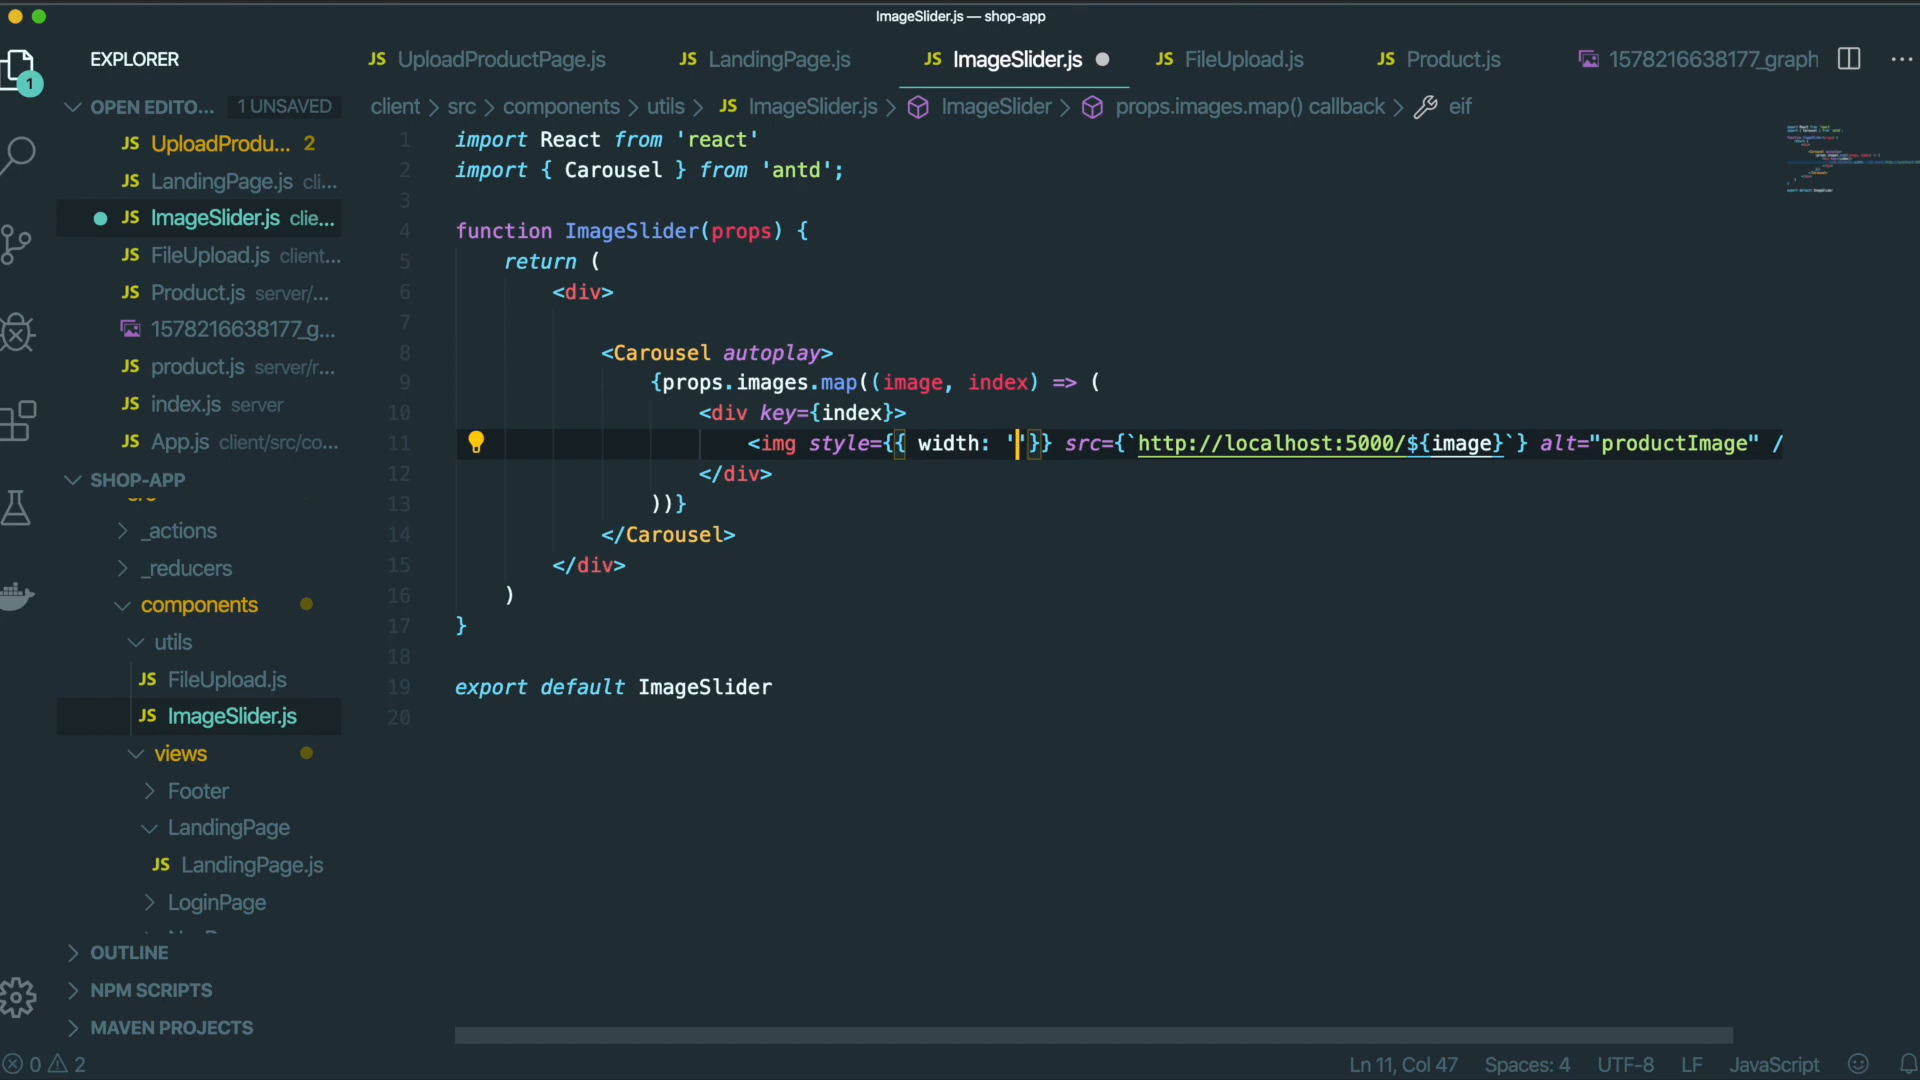 ImageSlider.js — shop-app
EXPLORER
JS UploadProductPage.js
JS LandingPage.js
JS ImageSlider.js
JS FileUpload.js
JS Product.js
1578216638177_graph
1
OPEN EDITO... 1 UNSAVED
client > src > components > utils > JS ImageSlider.js > ImageSlider > props.images.map() callback > eif
JS UploadProdu... 2
JS LandingPage.js cli...
JS ImageSlider.js clie...
JS FileUpload.js client...
JS Product.js server/...
1578216638177_g...
JS product.js server/r...
JS index.js server
JS App.js client/src/co...
SHOP-APP
src
_actions
_reducers
components
utils
JS FileUpload.js
JS ImageSlider.js
views
Footer
LandingPage
JS LandingPage.js
LoginPage
OUTLINE
NPM SCRIPTS
MAVEN PROJECTS
1 import React from 'react'
2 import { Carousel } from 'antd';
3
4 function ImageSlider(props) {
5 return (
6 <div>
7
8 <Carousel autoplay>
9 {props.images.map((image, index) => (
10 <div key={index}>
11 <img style={{ width: ''}} src={`http://localhost:5000/${image}`} alt="productImage" /
12 </div>
13 ))}
14 </Carousel>
15 </div>
16 )
17 }
18
19 export default ImageSlider
20
0 2
Ln 11, Col 47
Spaces: 4
UTF-8
LF
JavaScript